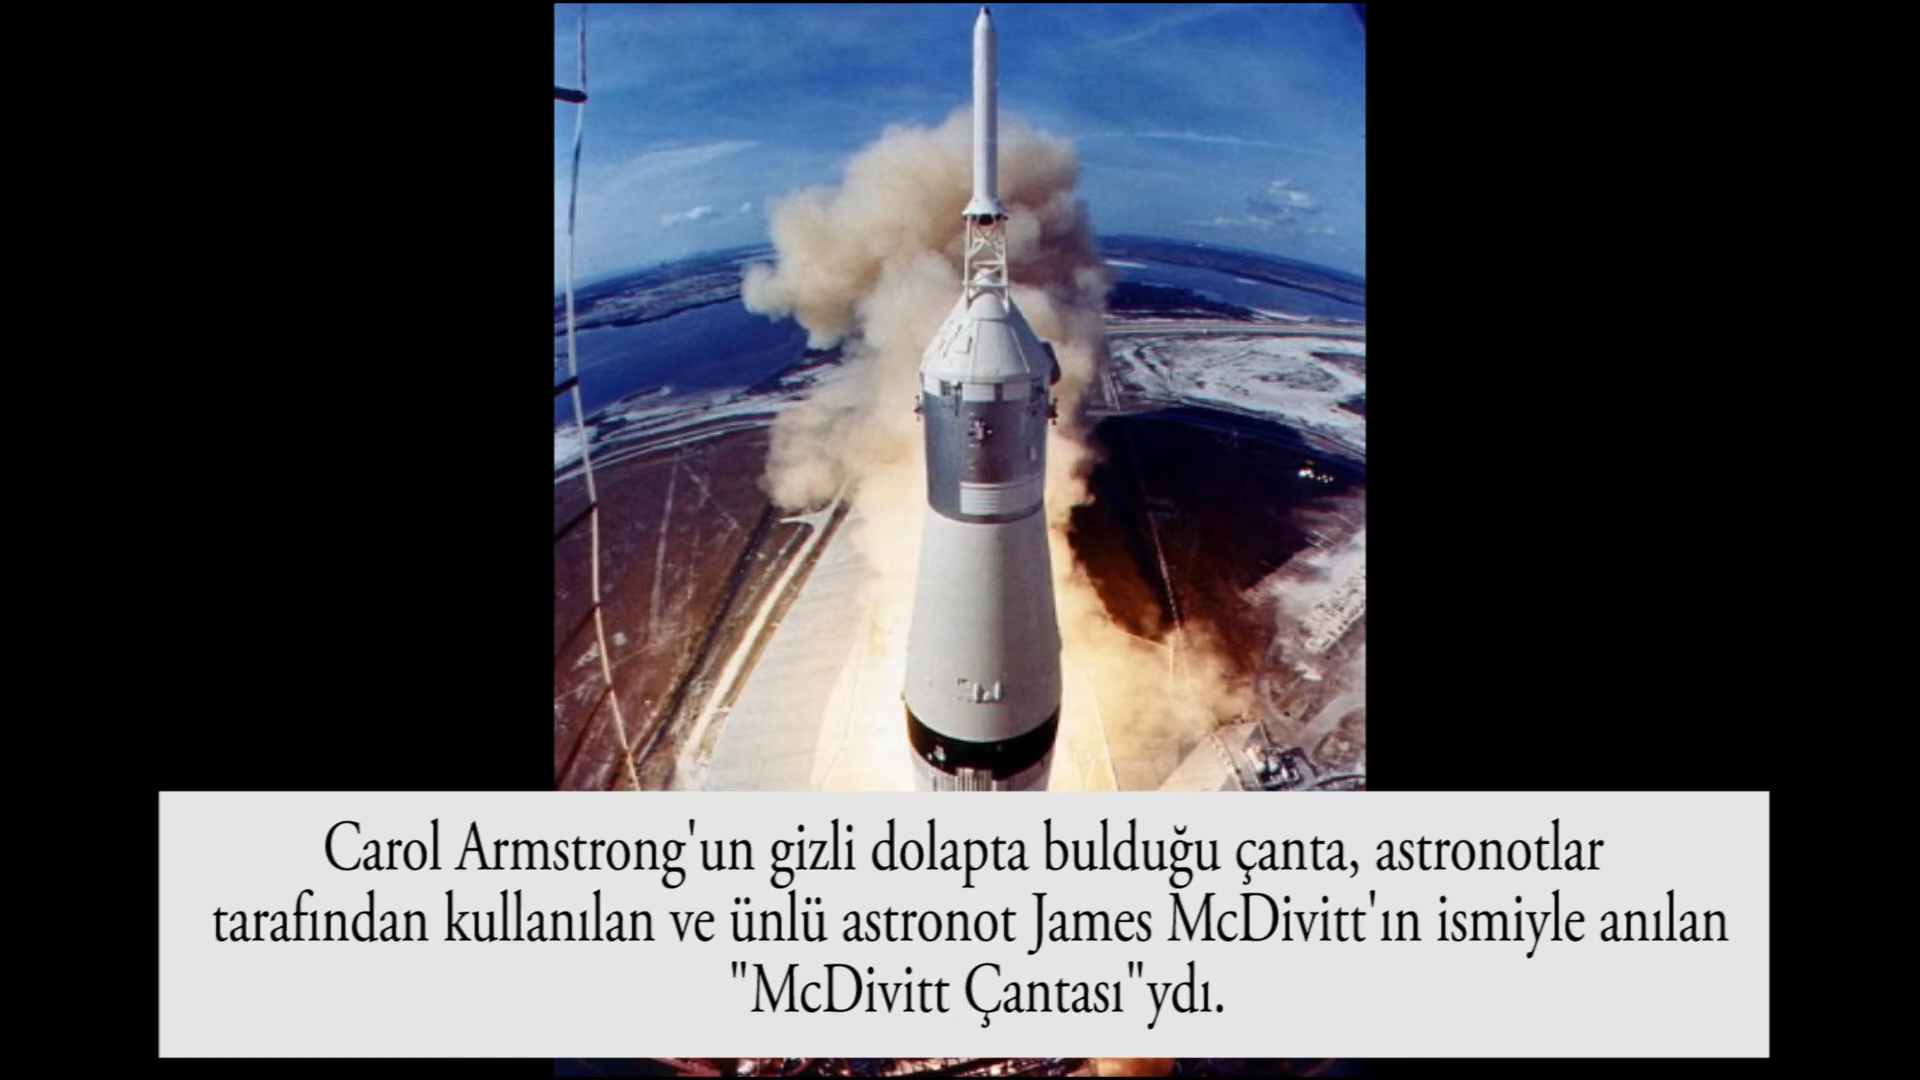 Carol Armstrong'un gizli dolapta bulduğu çanta, astronotlar
tarafından kullanılan ve ünlü astronot James McDivitt'ın ismiyle anılan
"McDivitt Çantası"ydı.